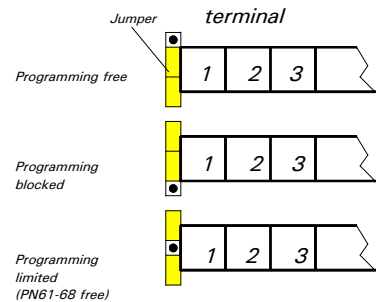 Jumper
terminal
Programming free
1 2 3
Programming
blocked
1 2 3
Programming
limited
(PN61-68 free)
1 2 3